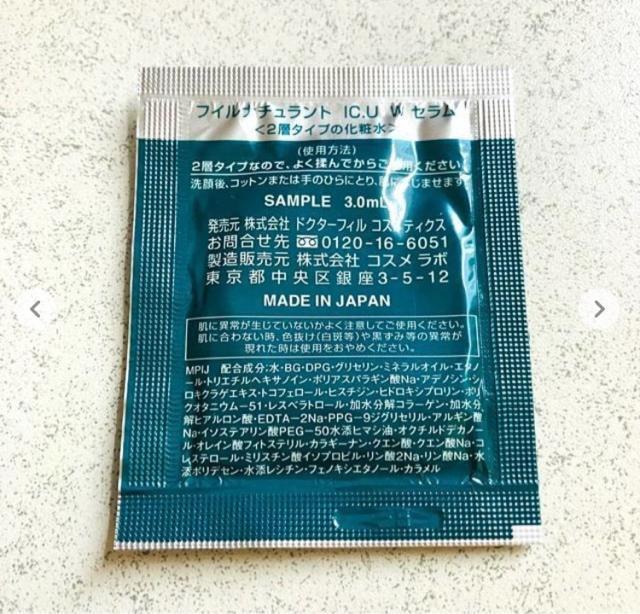 フイルナチュラント IC.U W セラム
<2層タイプの化粧水>
(使用方法)
2層タイプなので、よく揉んでからご使用ください。
洗顔後、コットンまたは手のひらにとり、肌になじませます。
SAMPLE 3.0mL
発売元 株式会社 ドクターフィル コスメティクス
お問合せ先 0120-16-6051
製造販売元 株式会社 コスメ ラボ
東京都中央区銀座3-5-12
MADE IN JAPAN
肌に異常が生じていないかよく注意してご使用ください。
肌に合わない時、色抜け(白斑等)や黒ずみ等の異常が
現れた時は使用をおやめください。
MPIJ 配合成分:水・BG・DPG・グリセリン・ミネラルオイル・エタノ
ール・トリエチルヘキサノイン・ポリアスパラギン酸Na・アデノシン・シ
ロキクラゲエキス・トコフェロール・ヒスチジン・ヒドロキシプロリン・ポリ
クオタニウム-51・レスベラトロール・加水分解コラーゲン・加水分
解ヒアルロン酸・EDTA-2Na・PPG-9ジグリセリル・アルギン酸
Na・イソステアリン酸PEG-50水添ヒマシ油・オクチルドデカノ
ール・オレイン酸フィトステリル・カラギーナン・クエン酸・クエン酸Na・コ
レステロール・ミリスチン酸イソプロピル・リン酸2Na・リン酸Na・水
添ポリデセン・水添レシチン・フェノキシエタノール・カラメル